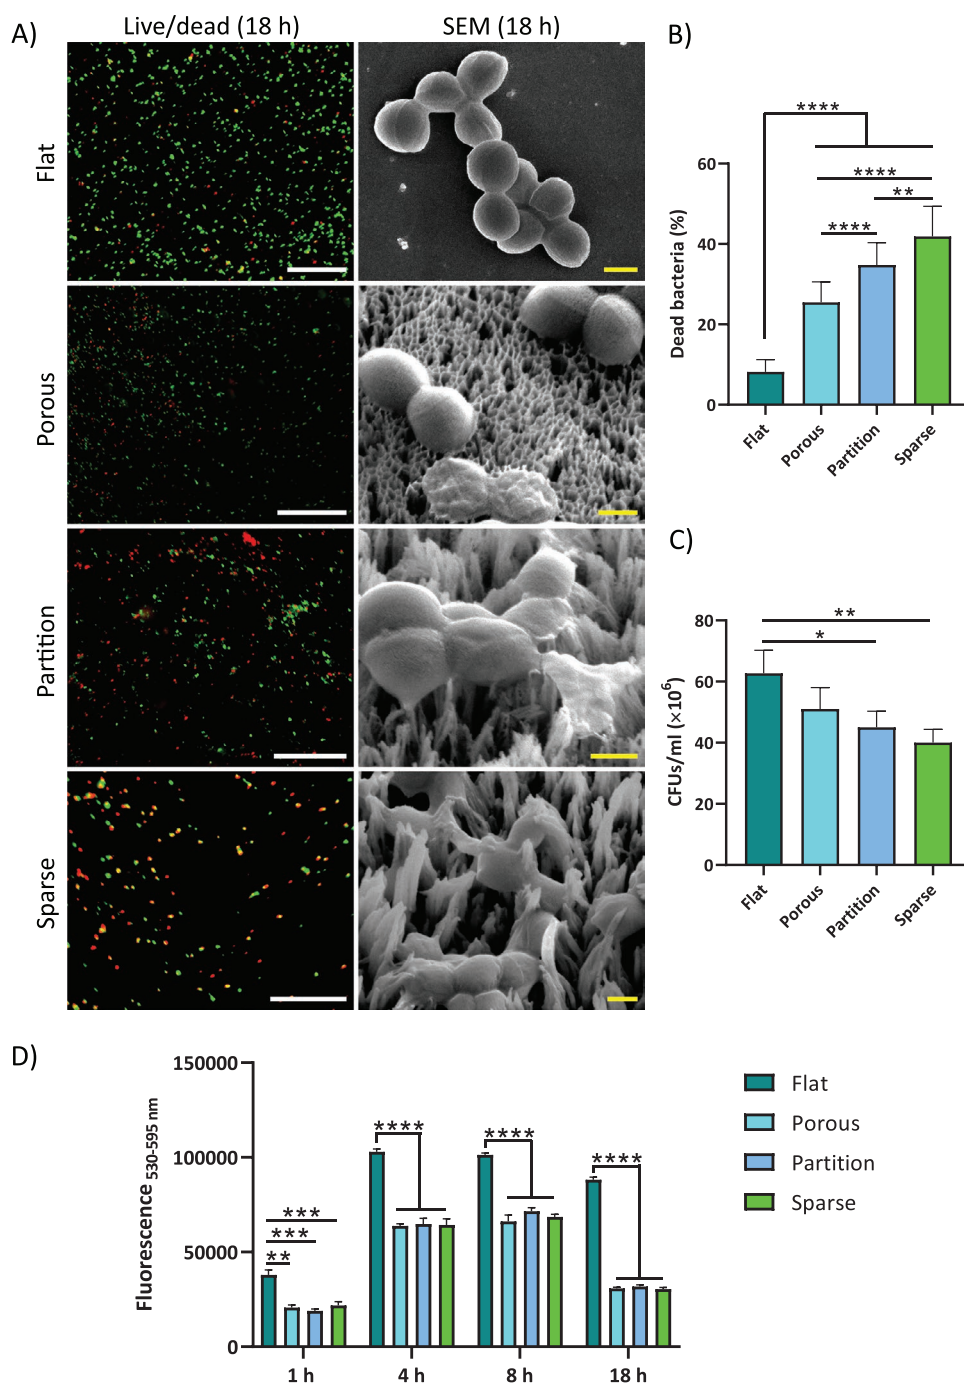 A)
Live/dead (18 h)
SEM (18 h)
Flat
Porous
Partition
Sparse
B)
****
****
**
****
Dead bacteria (%)
60
40
20
0
Flat
Porous
Partition
Sparse
C)
**
*
CFUs/ml (×10⁶)
80
60
40
20
0
Flat
Porous
Partition
Sparse
D)
Fluorescence 530-595 nm
150000
100000
50000
0
***
***
**
****
****
****
1 h
4 h
8 h
18 h
Flat
Porous
Partition
Sparse